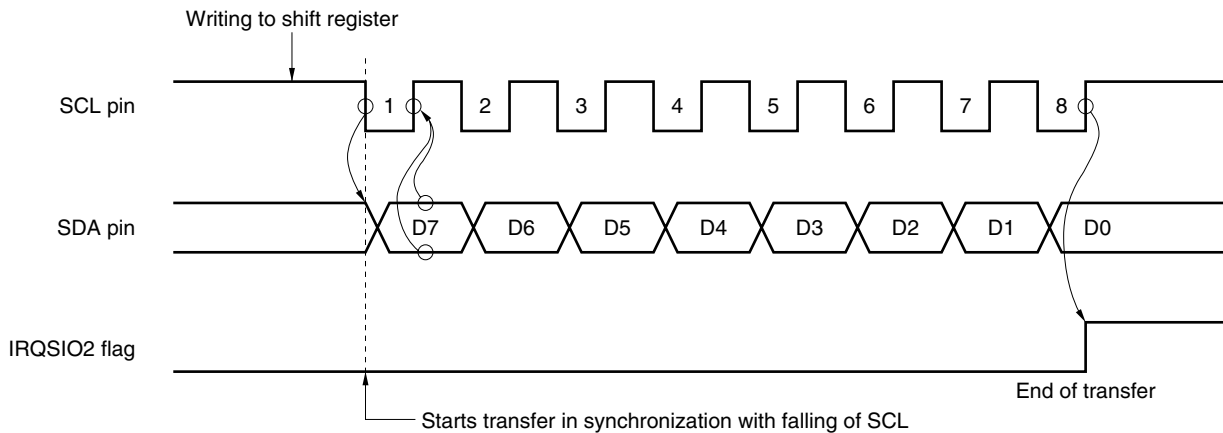 Writing to shift register
SCL pin
1 2 3 4 5 6 7 8
SDA pin
D7 D6 D5 D4 D3 D2 D1 D0
IRQSIO2 flag
End of transfer
Starts transfer in synchronization with falling of SCL